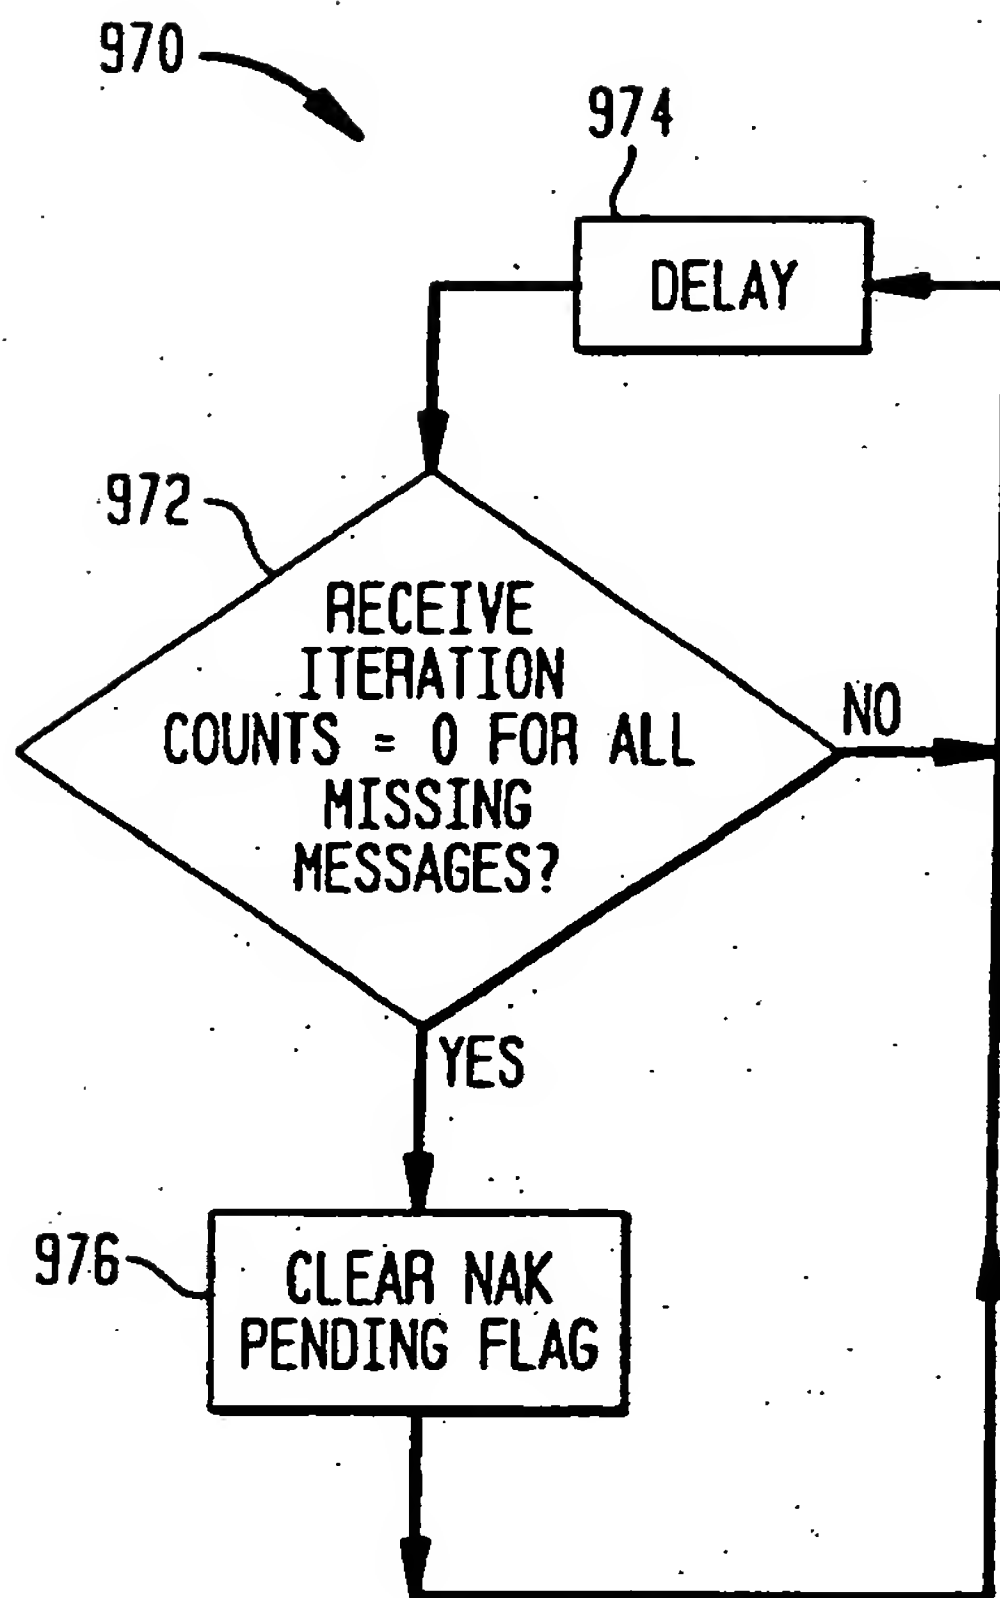 970
974
DELAY
972
RECEIVE
ITERATION
COUNTS = 0 FOR ALL
MISSING
MESSAGES?
NO
YES
976
CLEAR NAK
PENDING FLAG